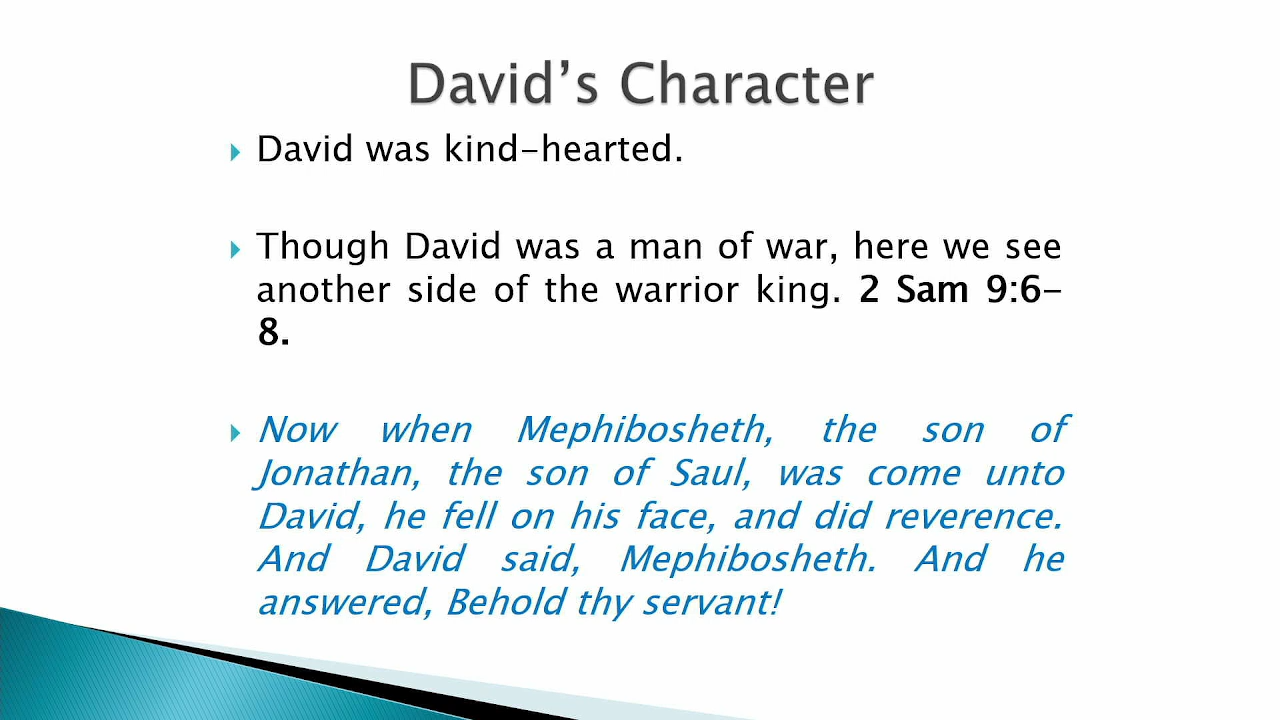 David’s Character
David was kind-hearted.
Though David was a man of war, here we see
another side of the warrior king. 2 Sam 9:6-
8.
Now when Mephibosheth, the son of
Jonathan, the son of Saul, was come unto
David, he fell on his face, and did reverence.
And David said, Mephibosheth. And he
answered, Behold thy servant!